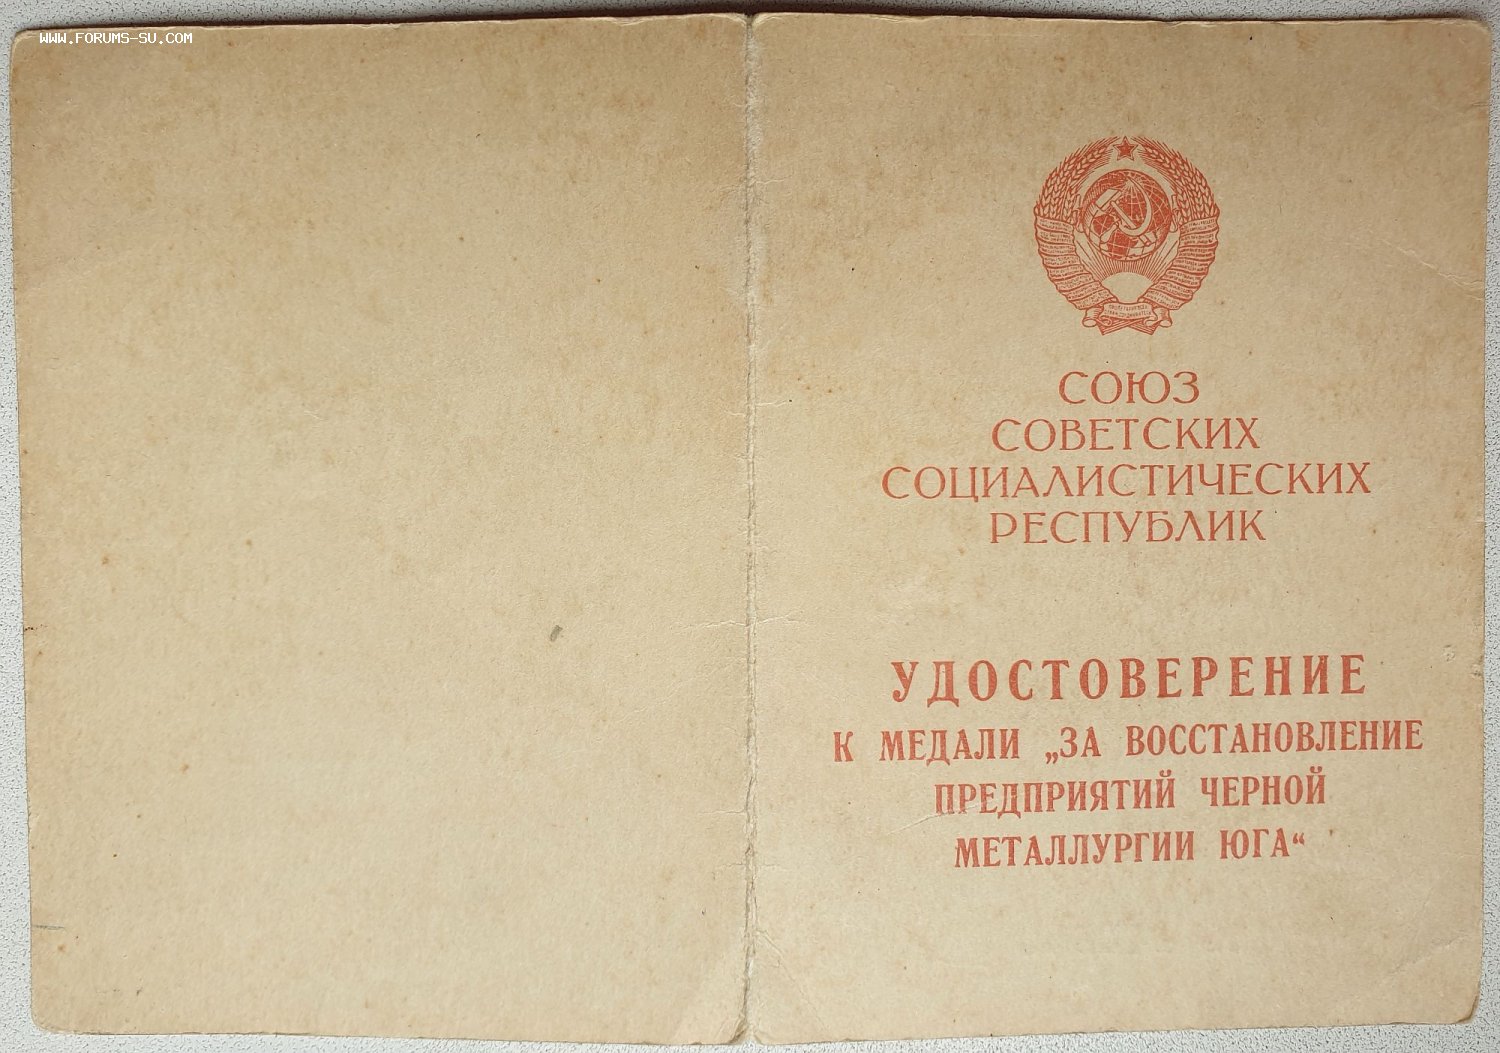 WWW.FORUMS-SU.COM
СОЮЗ
СОВЕТСКИХ
СОЦИАЛИСТИЧЕСКИХ
РЕСПУБЛИК
УДОСТОВЕРЕНИЕ
К МЕДАЛИ „ЗА ВОССТАНОВЛЕНИЕ
ПРЕДПРИЯТИЙ ЧЕРНОЙ
МЕТАЛЛУРГИИ ЮГА“